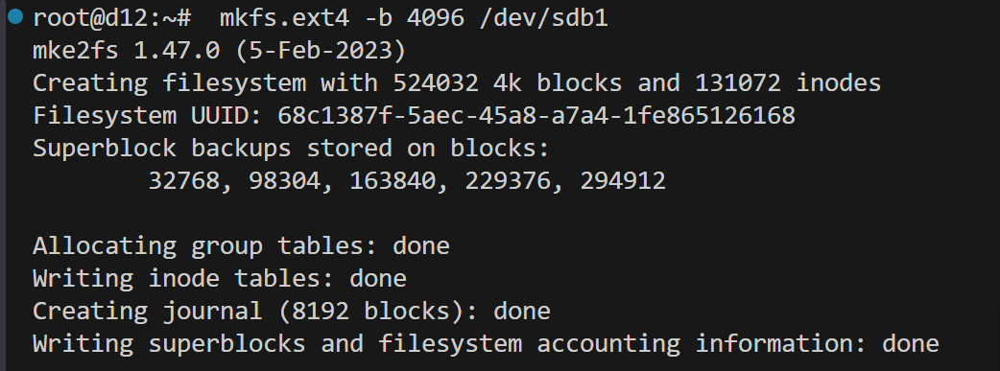 root@d12:~#  mkfs.ext4 -b 4096 /dev/sdb1
mke2fs 1.47.0 (5-Feb-2023)
Creating filesystem with 524032 4k blocks and 131072 inodes
Filesystem UUID: 68c1387f-5aec-45a8-a7a4-1fe865126168
Superblock backups stored on blocks:
        32768, 98304, 163840, 229376, 294912

Allocating group tables: done
Writing inode tables: done
Creating journal (8192 blocks): done
Writing superblocks and filesystem accounting information: done